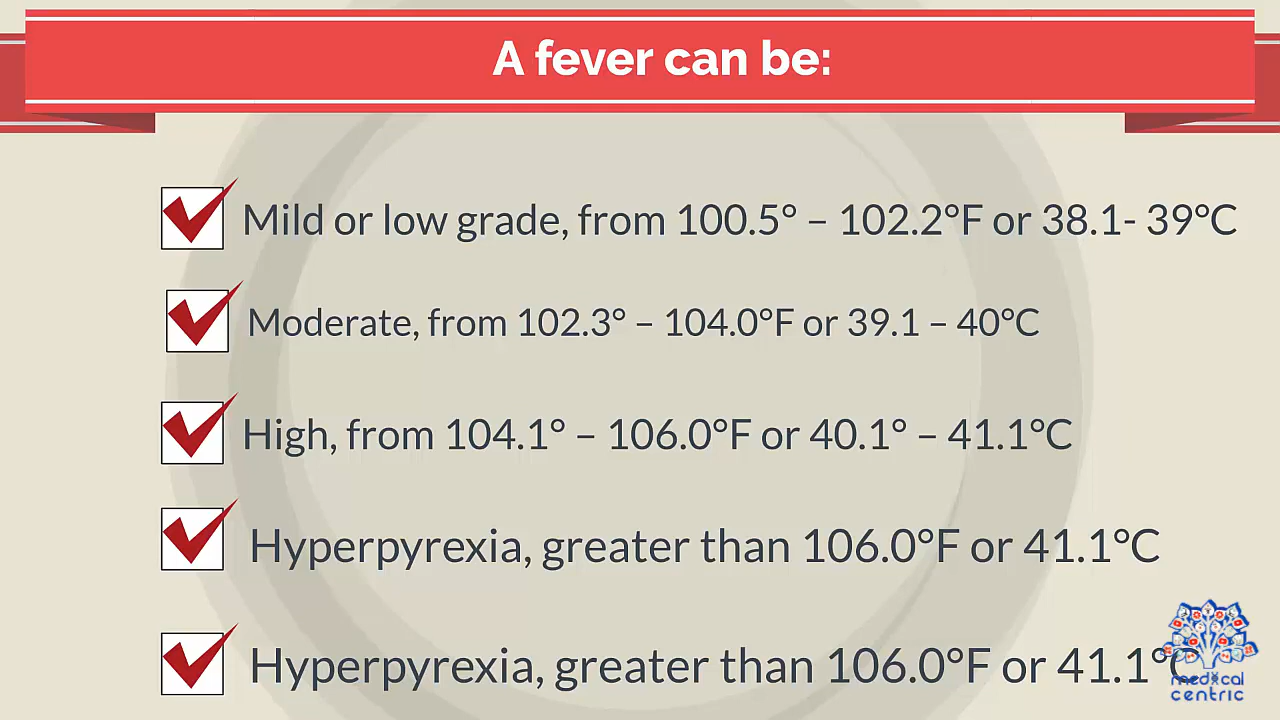 A fever can be:
Mild or low grade, from 100.5° – 102.2°F or 38.1- 39°C
Moderate, from 102.3° – 104.0°F or 39.1 – 40°C
High, from 104.1° – 106.0°F or 40.1° – 41.1°C
Hyperpyrexia, greater than 106.0°F or 41.1°C
Hyperpyrexia, greater than 106.0°F or 41.1°C
medical
centric